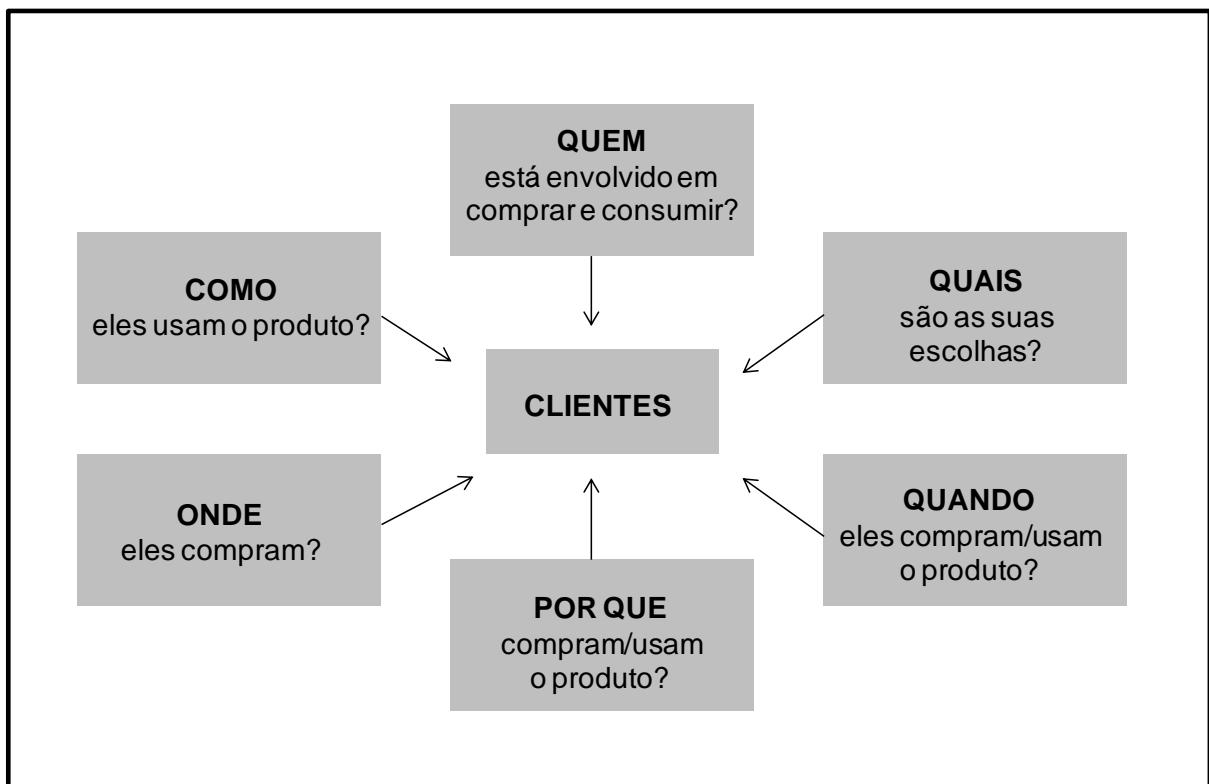 QUEM
está envolvido em
comprar e consumir?
COMO
eles usam o produto?
QUAIS
são as suas
escolhas?
CLIENTES
ONDE
eles compram?
QUANDO
eles compram/usam
o produto?
POR QUE
compram/usam
o produto?